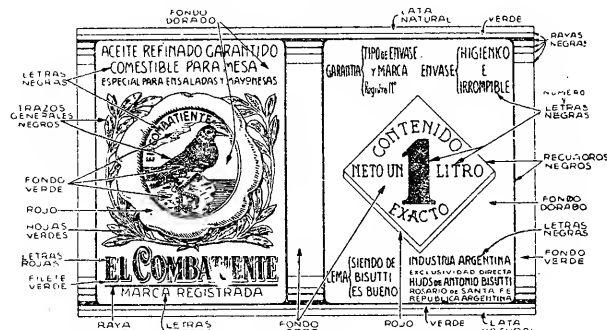 FONDO
DORADO
LATA
NATURAL
VERDE
RAYAS
NEGRAS
ACEITE REFINADO GARANTIDO
COMESTIBLE PARA MESA
ESPECIAL PARA ENSALADAS Y MAYONESAS
LETRAS
NEGRAS
TRAZOS
GENERALES
NEGROS
EL COMBATIENTE
FONDO
VERDE
ROJO
HOJAS
VERDES
LETRAS
ROJAS
FILETE
VERDE
EL COMBATIENTE
MARCA REGISTRADA
RAYA
LETRAS
FONDO
GARANTIA
TIPO DE ENVASE
Y MARCA
Registro Nº
ENVASE
HIGIENICO
E
IRROMPIBLE
NUMERO
Y
LETRAS
NEGRAS
CONTENIDO
NETO UN 1 LITRO
EXACTO
RECUADROS
NEGROS
FONDO
DORADO
LETRAS
NEGRAS
FONDO
VERDE
LEMA
SIENDO DE
BISUTTI
ES BUENO
INDUSTRIA ARGENTINA
EXCLUSIVIDAD DIRECTA
HIJOS DE ANTONIO BISUTTI
ROSARIO DE SANTA FE
REPUBLICA ARGENTINA
ROJO
VERDE
LATA